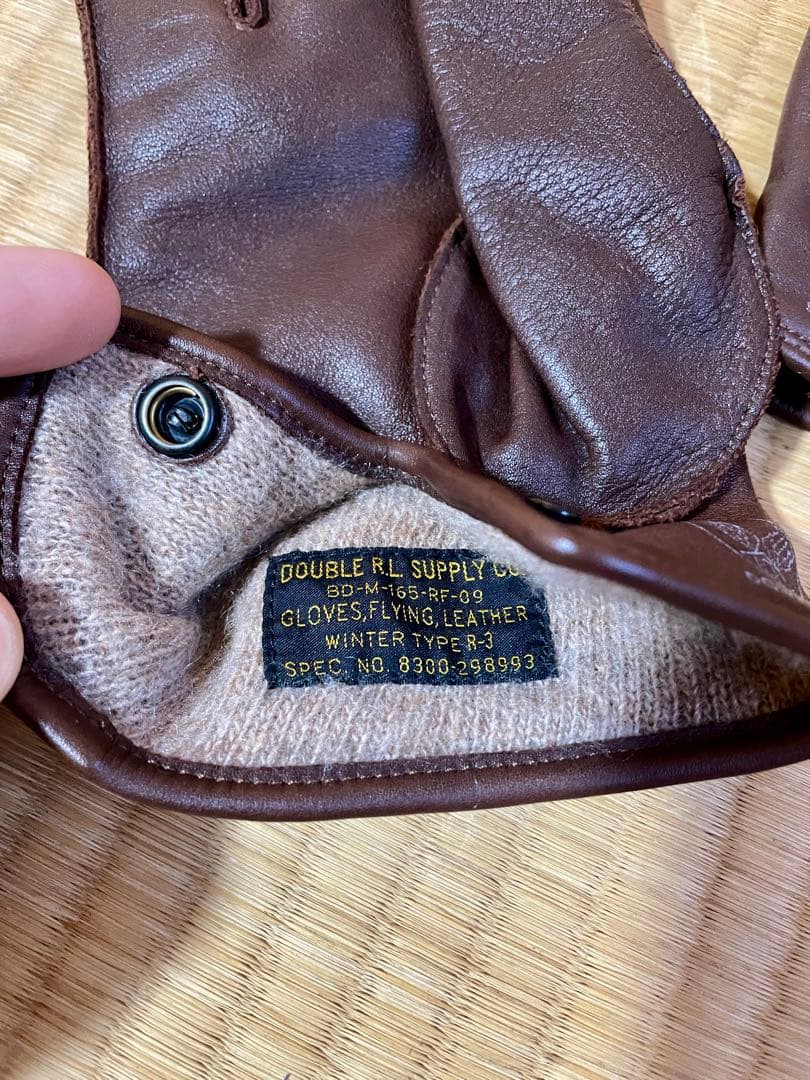 DOUBLE R.L. SUPPLY CO.
BD-M-165-RF-09
GLOVES, FLYING, LEATHER
WINTER TYPE R-3
SPEC. NO. 8300-298993